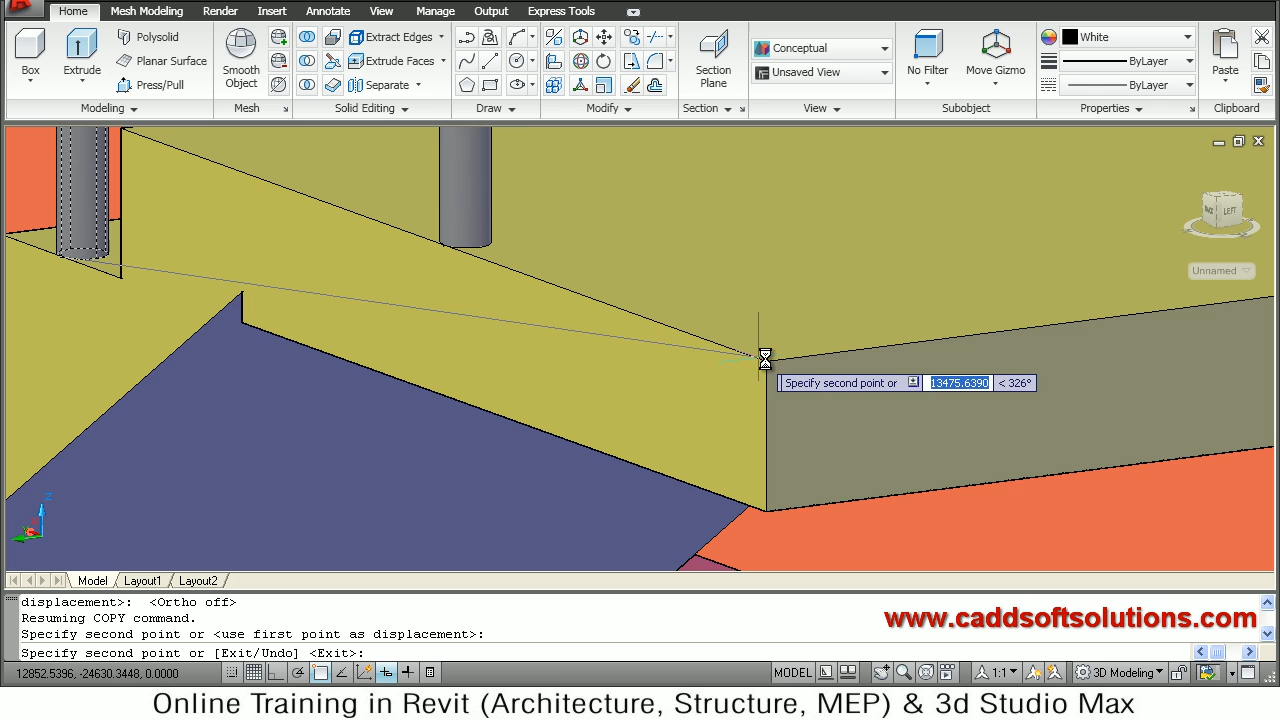 Home Mesh Modeling Render Insert Annotate View Manage Output Express Tools
Box
Extrude
Polysolid
Planar Surface
Press/Pull
Smooth Object
Extract Edges
Extrude Faces
Separate
Section Plane
Conceptual
Unsaved View
No Filter
Move Gizmo
White
ByLayer
ByLayer
Paste
Modeling Mesh Solid Editing Draw Modify Section View Subobject Properties Clipboard
LEFT
Unnamed
Specify second point or 13475.6390 < 326°
Z
Model Layout1 Layout2
displacement>: <Ortho off>
Resuming COPY command.
Specify second point or <use first point as displacement>:
Specify second point or [Exit/Undo] <Exit>:
www.caddsoftsolutions.com
12852.5396, -24630.3448, 0.0000 MODEL 1:1 3D Modeling
Online Training in Revit (Architecture, Structure, MEP) & 3d Studio Max